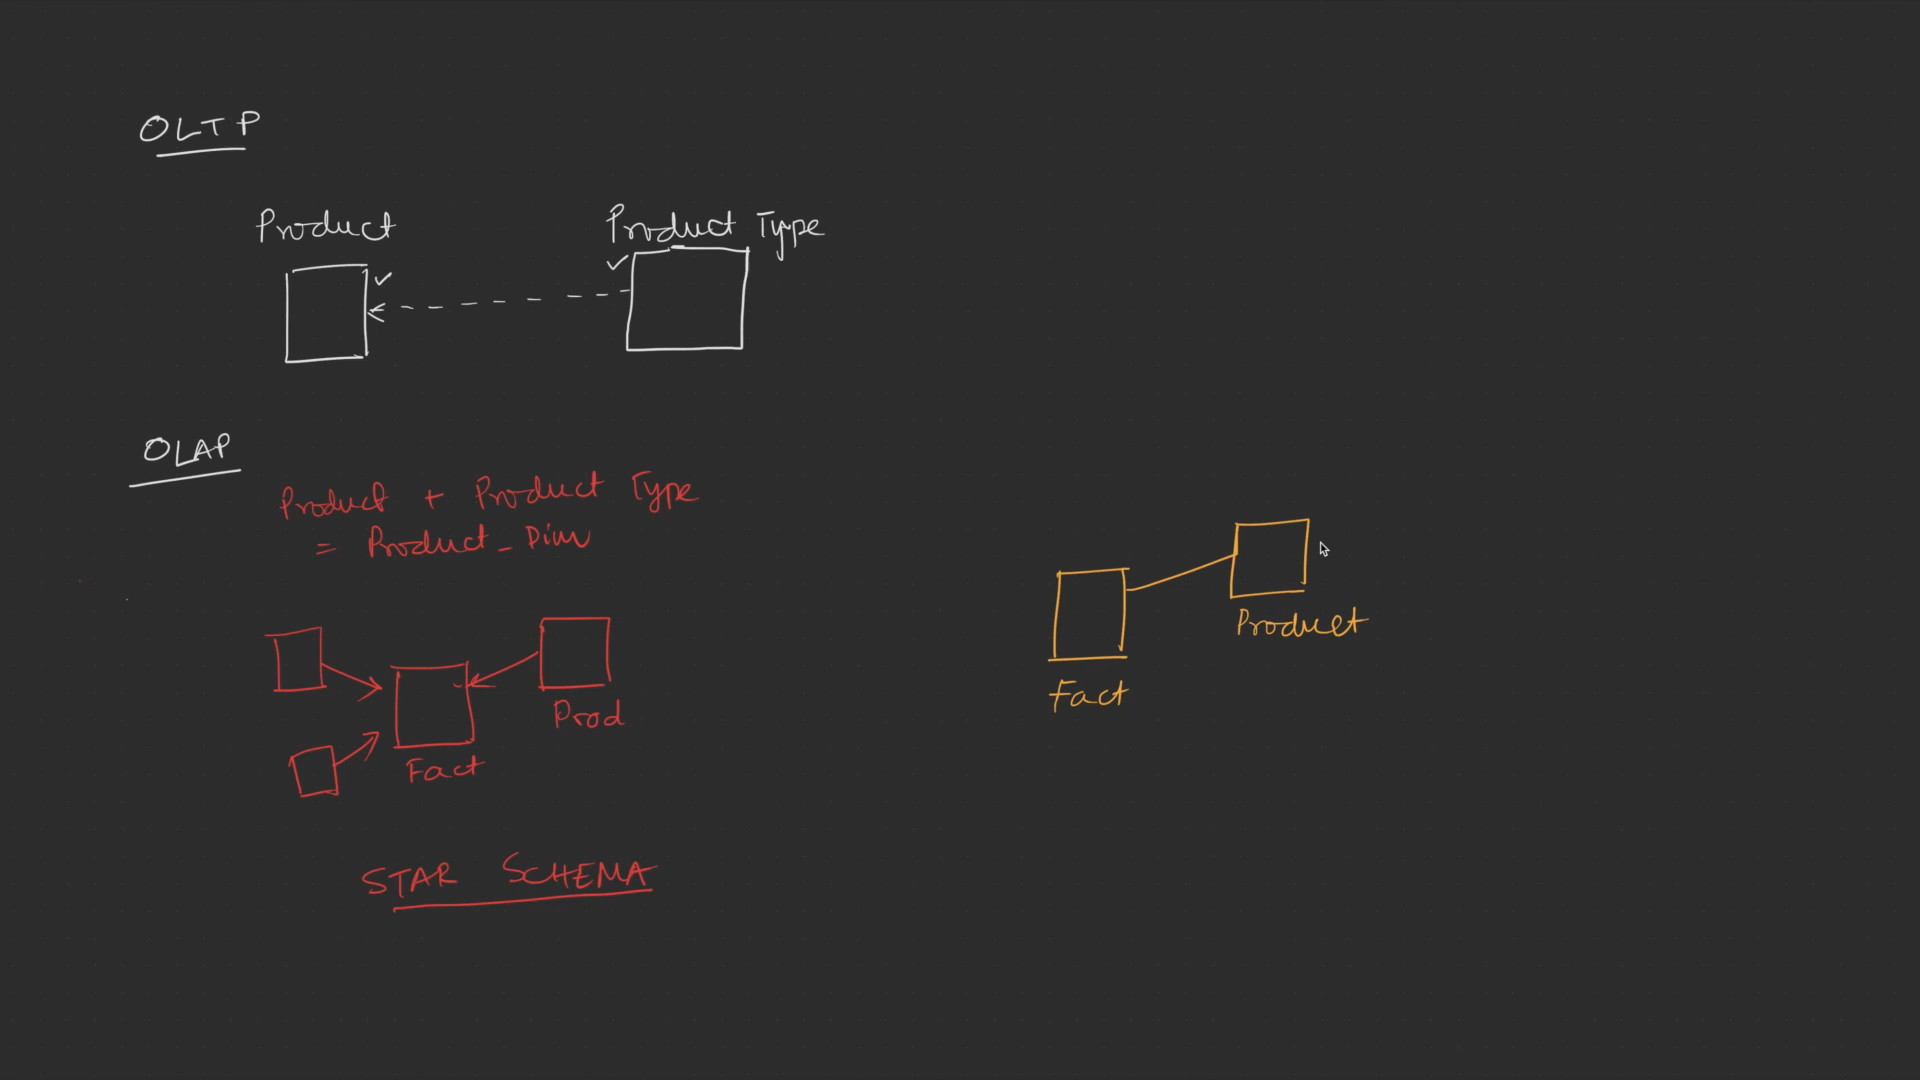 OLTP
Product
Product Type
OLAP
Product + Product Type
= Product_Dim
Prod
Fact
STAR SCHEMA
Product
Fact